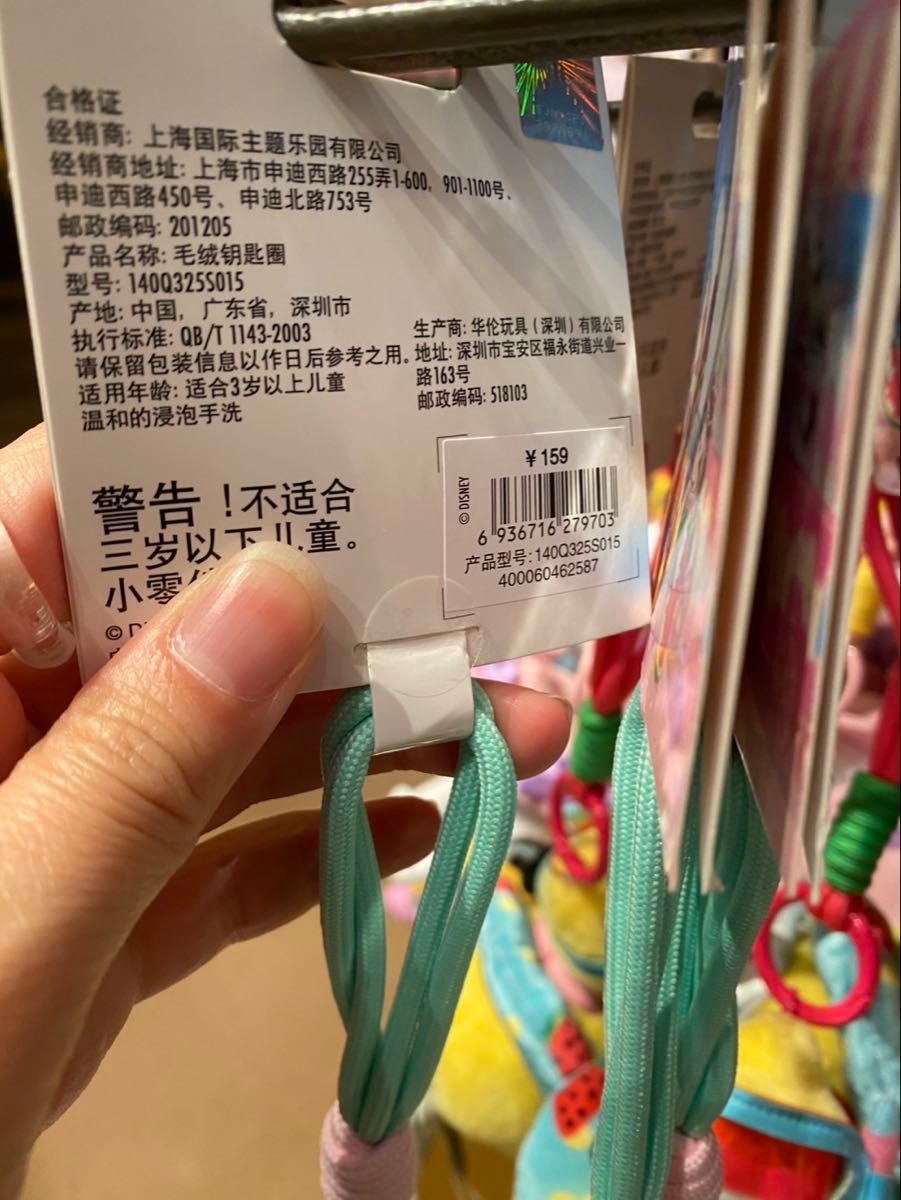 合格证
经销商: 上海国际主题乐园有限公司
经销商地址: 上海市申迪西路255弄1-600, 901-1100号、
申迪西路450号、申迪北路753号
邮政编码: 201205
产品名称: 毛绒钥匙圈
型号: 140Q325S015
产地: 中国, 广东省, 深圳市
执行标准: QB/T 1143-2003
请保留包装信息以作日后参考之用。
适用年龄: 适合3岁以上儿童
温和的浸泡手洗
生产商: 华伦玩具(深圳)有限公司
地址: 深圳市宝安区福永街道兴业一
路163号
邮政编码: 518103
警告!不适合
三岁以下儿童。
小零
©
¥159
© DISNEY
6 936716 279703
产品型号: 140Q325S015
400060462587